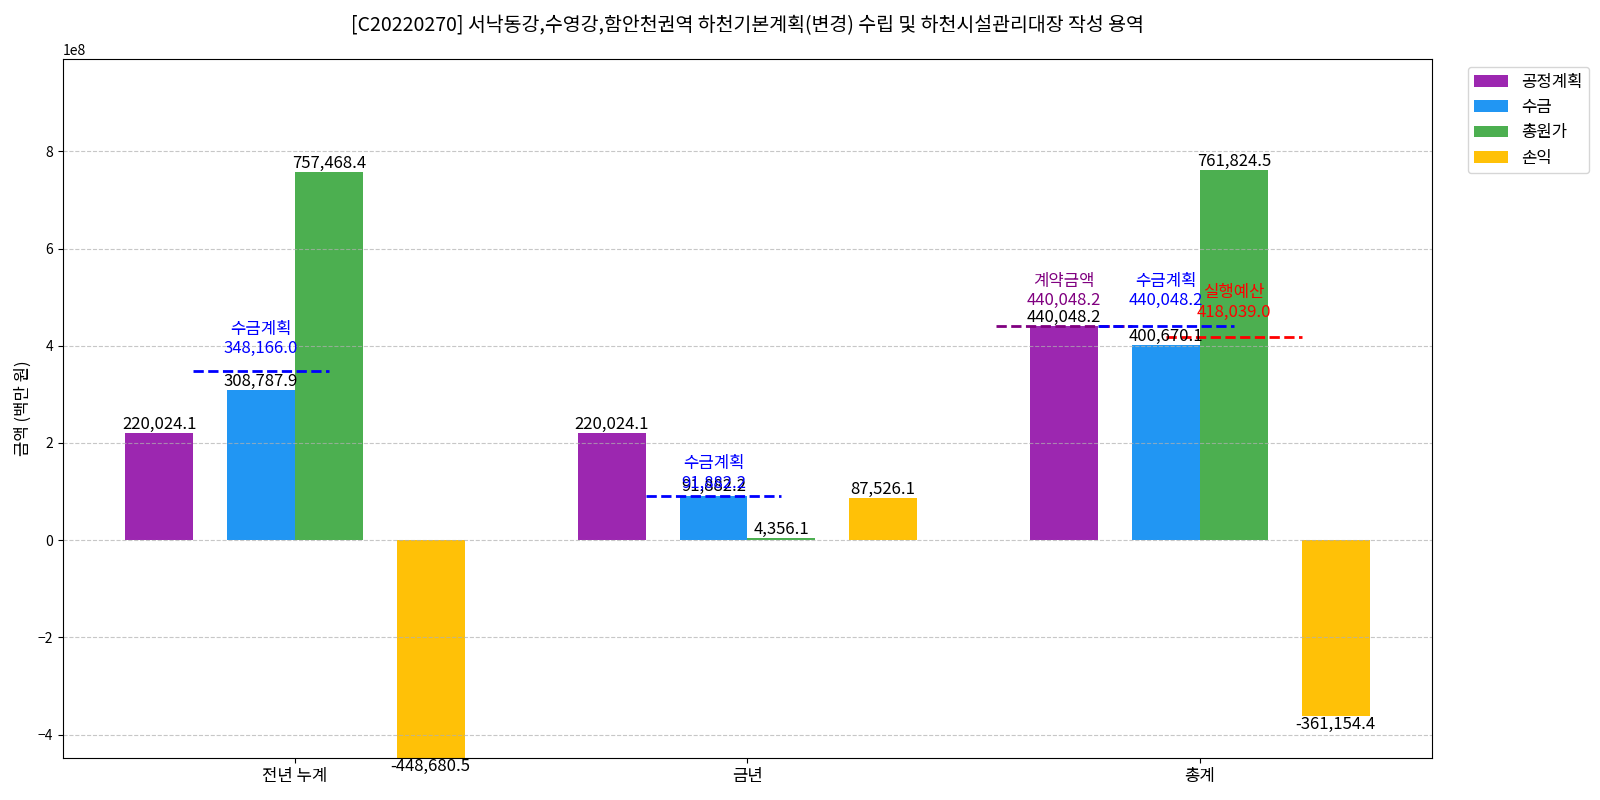 [C20220270] 서낙동강,수영강,함안천권역 하천기본계획(변경) 수립 및 하천시설관리대장 작성 용역
1e8
공정계획
수금
총원가
손익
금액 (백만 원)
8
6
4
2
0
−2
−4
220,024.1
수금계획
348,166.0
308,787.9
757,468.4
-448,680.5
220,024.1
수금계획
91,882.2
91,882.2
4,356.1
87,526.1
계약금액
440,048.2
440,048.2
수금계획
440,048.2
400,670.1
761,824.5
실행예산
418,039.0
-361,154.4
전년 누계
금년
총계